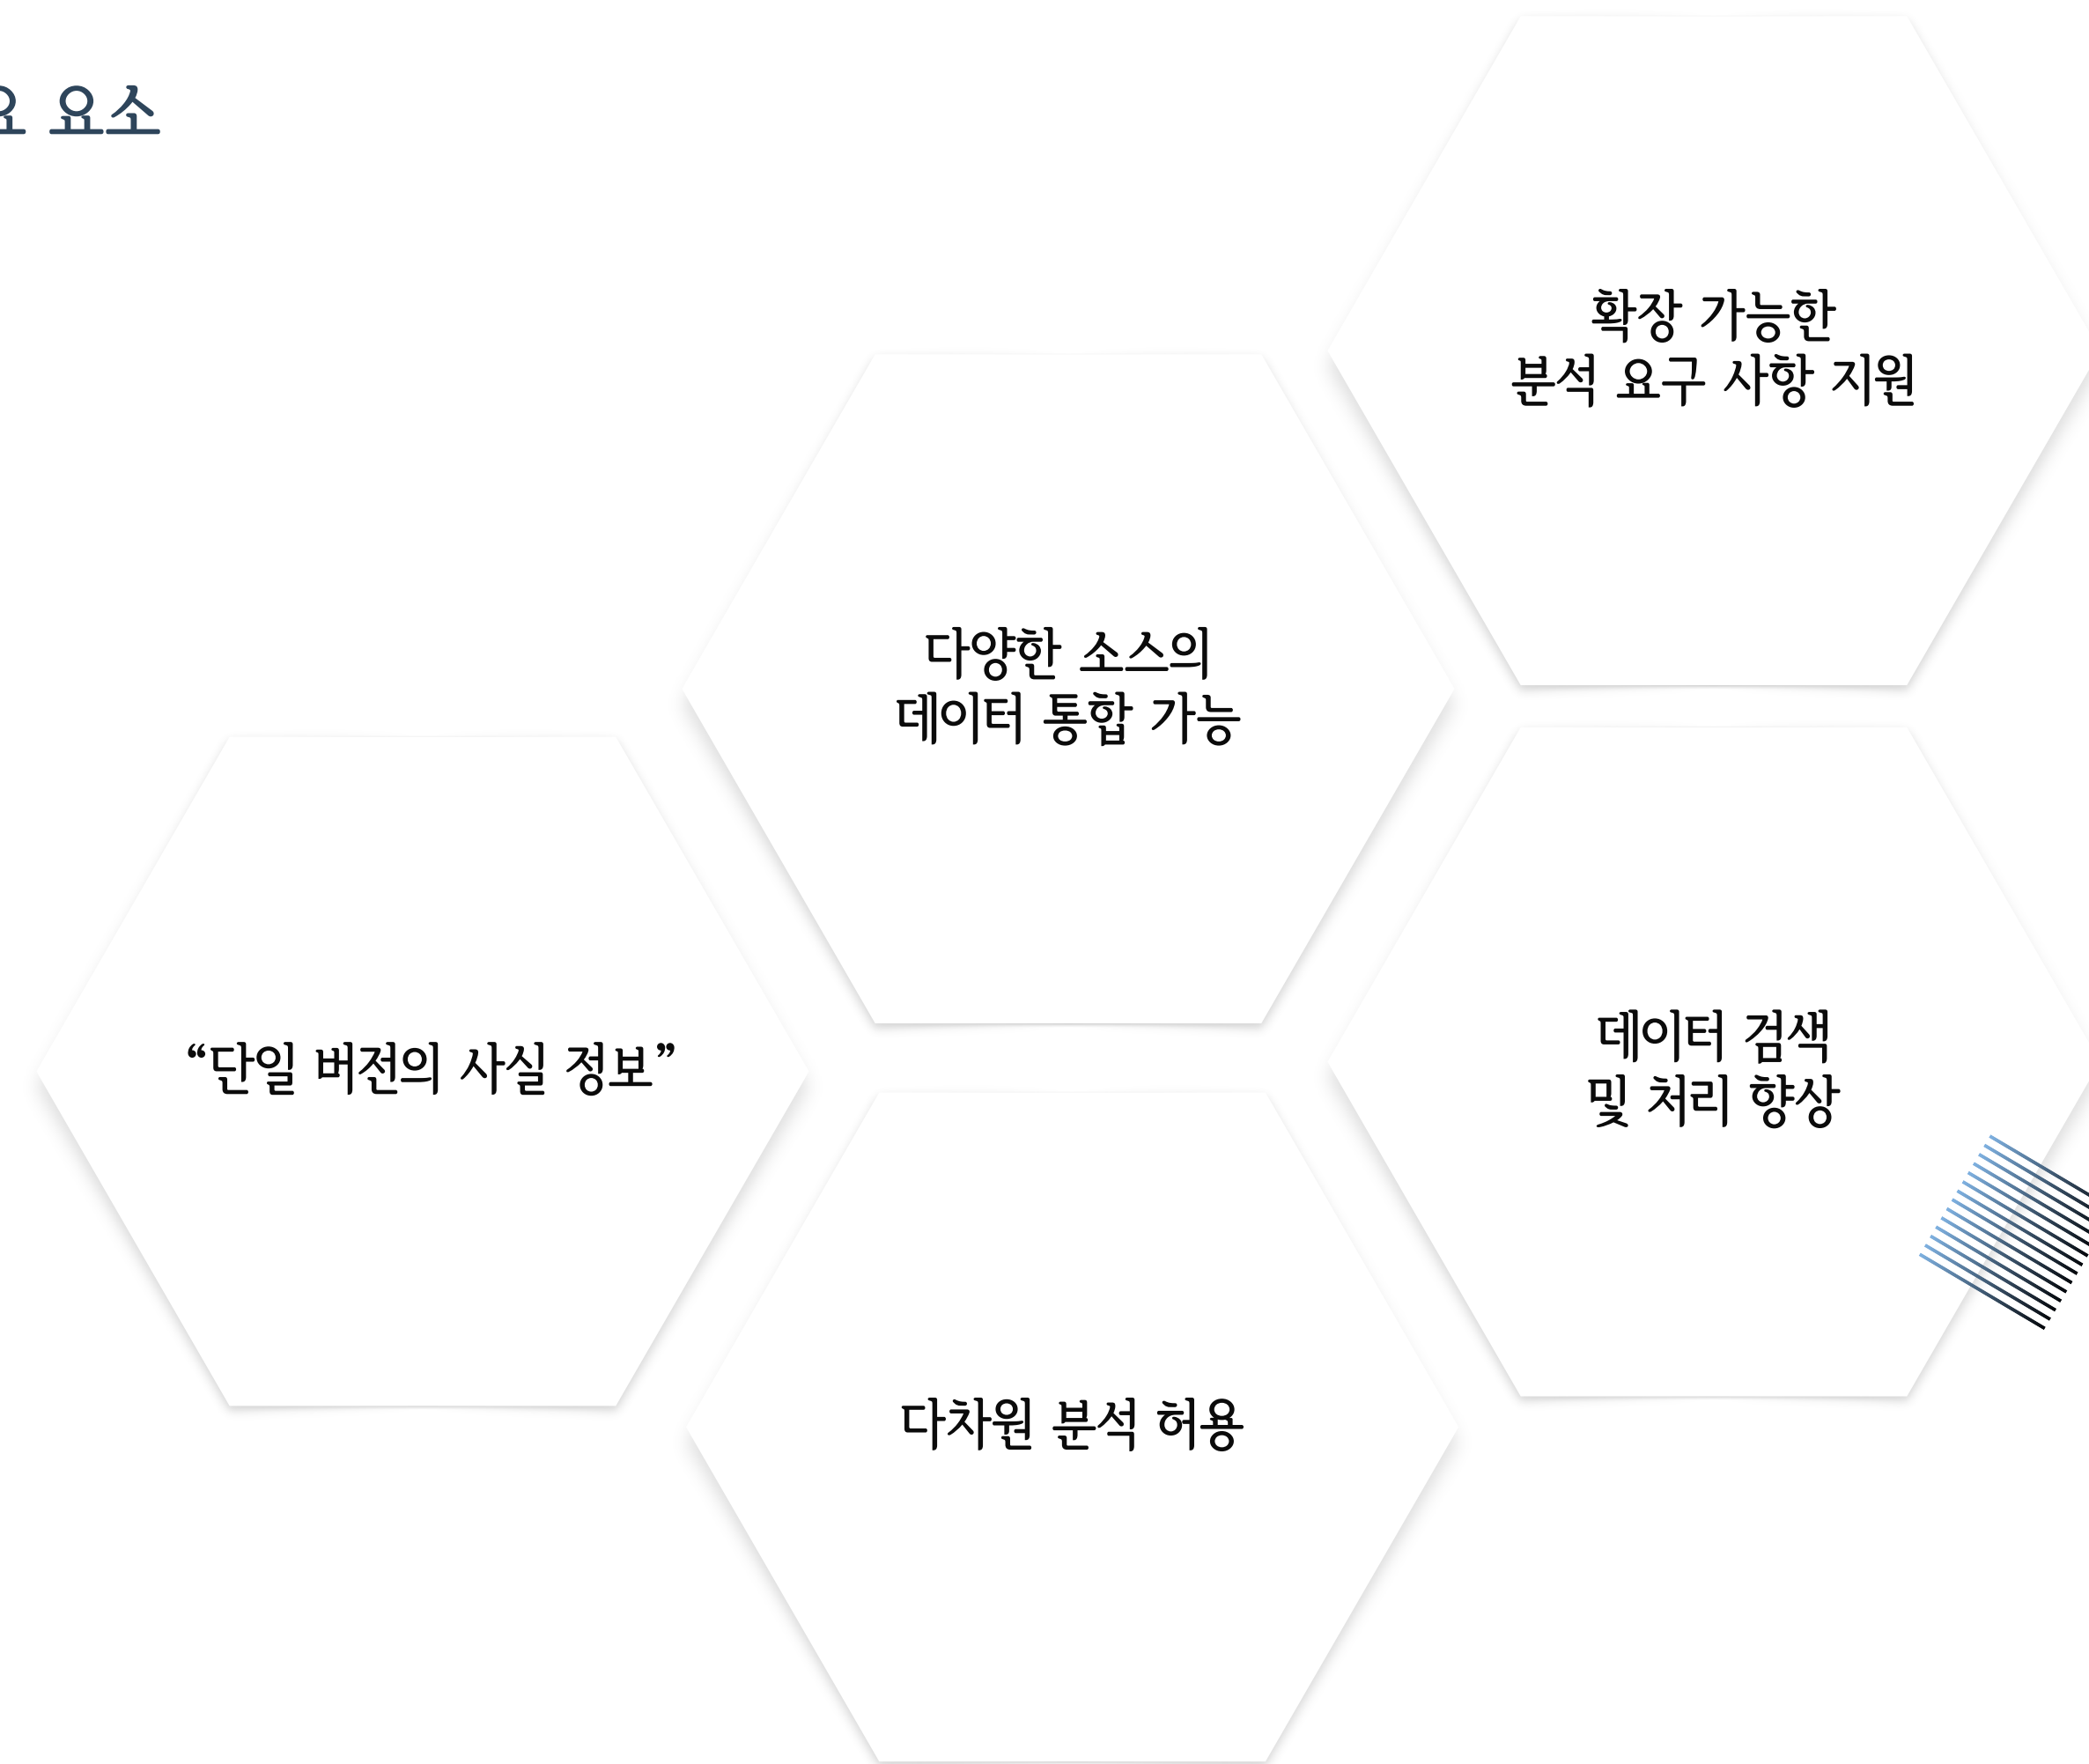 요소
확장 가능한
분석 요구 사항 지원
다양한 소스의
데이터 통합 가능
“단일 버전의 사실 정보”
데이터 검색
및 처리 향상
다차원 분석 허용